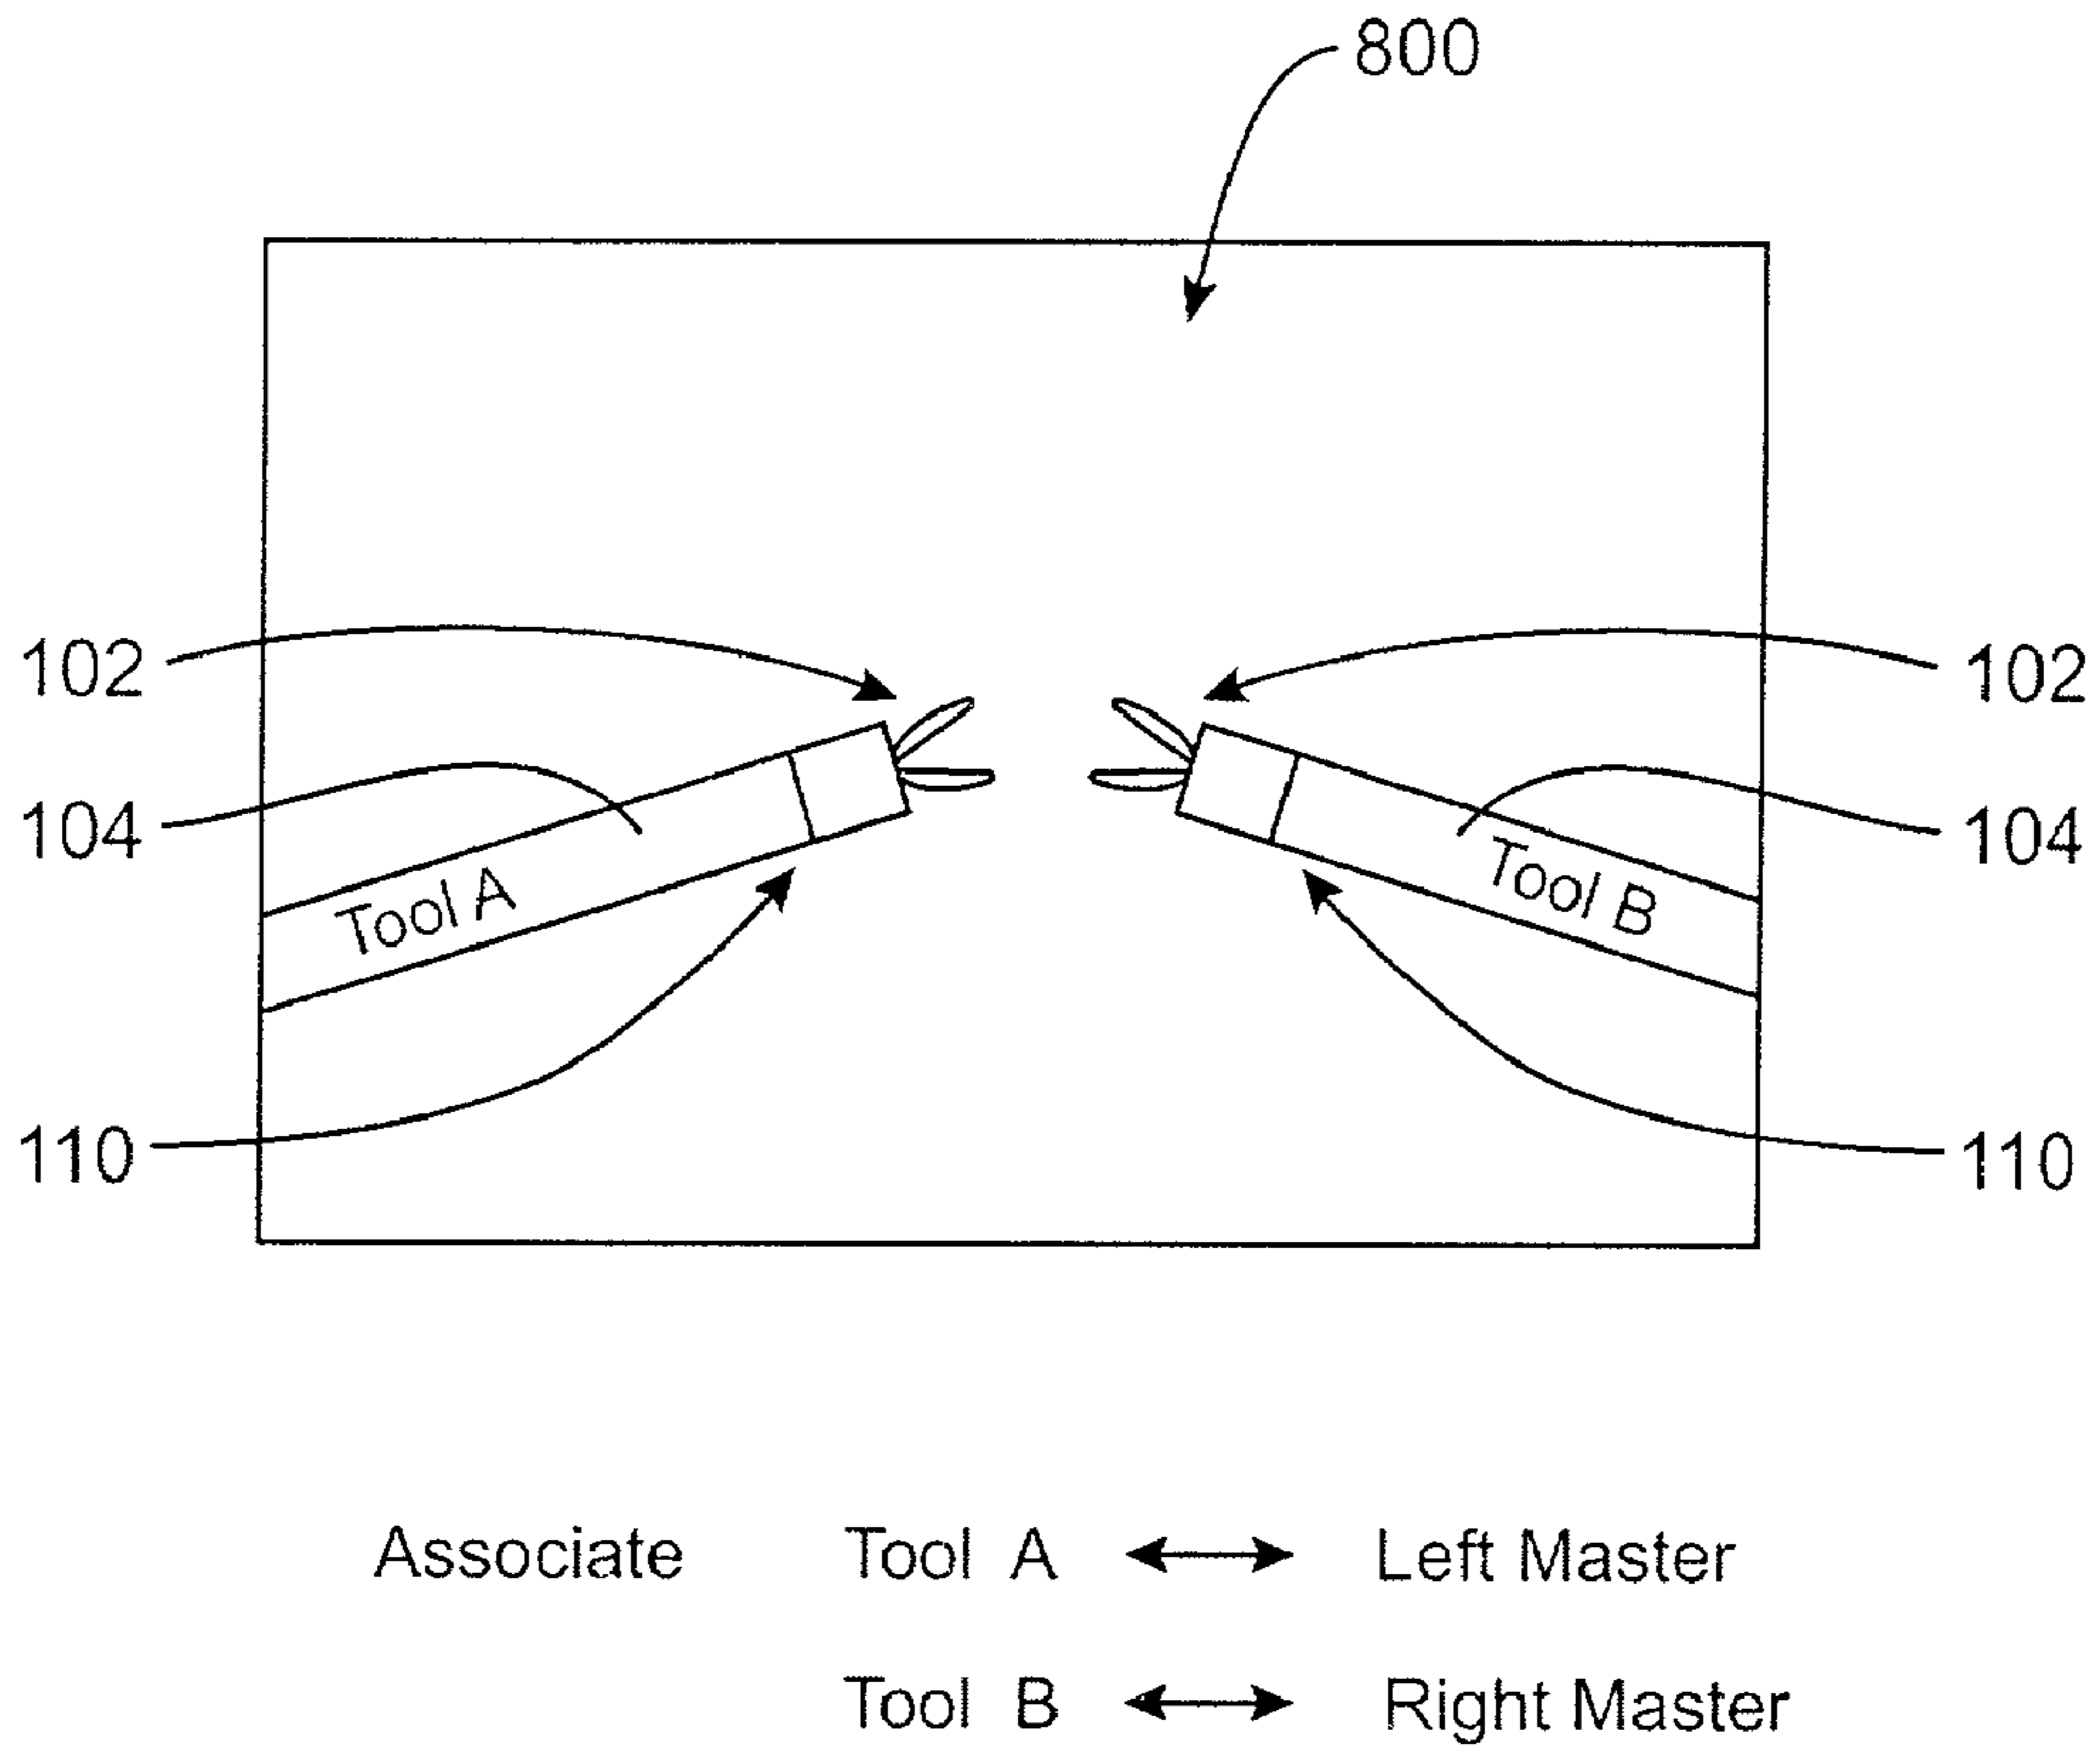 800
102 102
104 104
Tool A Tool B
110 110
Associate Tool A Left Master
Tool B Right Master